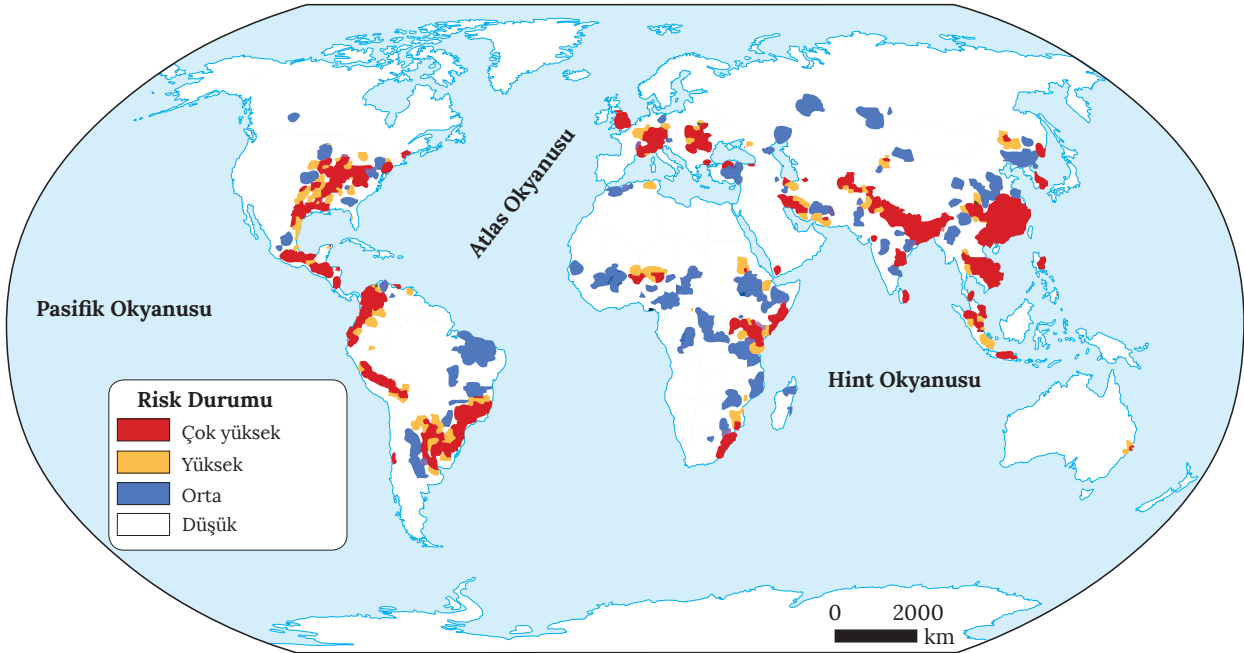 Atlas Okyanusu
Pasifik Okyanusu
Hint Okyanusu
Risk Durumu
Çok yüksek
Yüksek
Orta
Düşük
0 2000
km